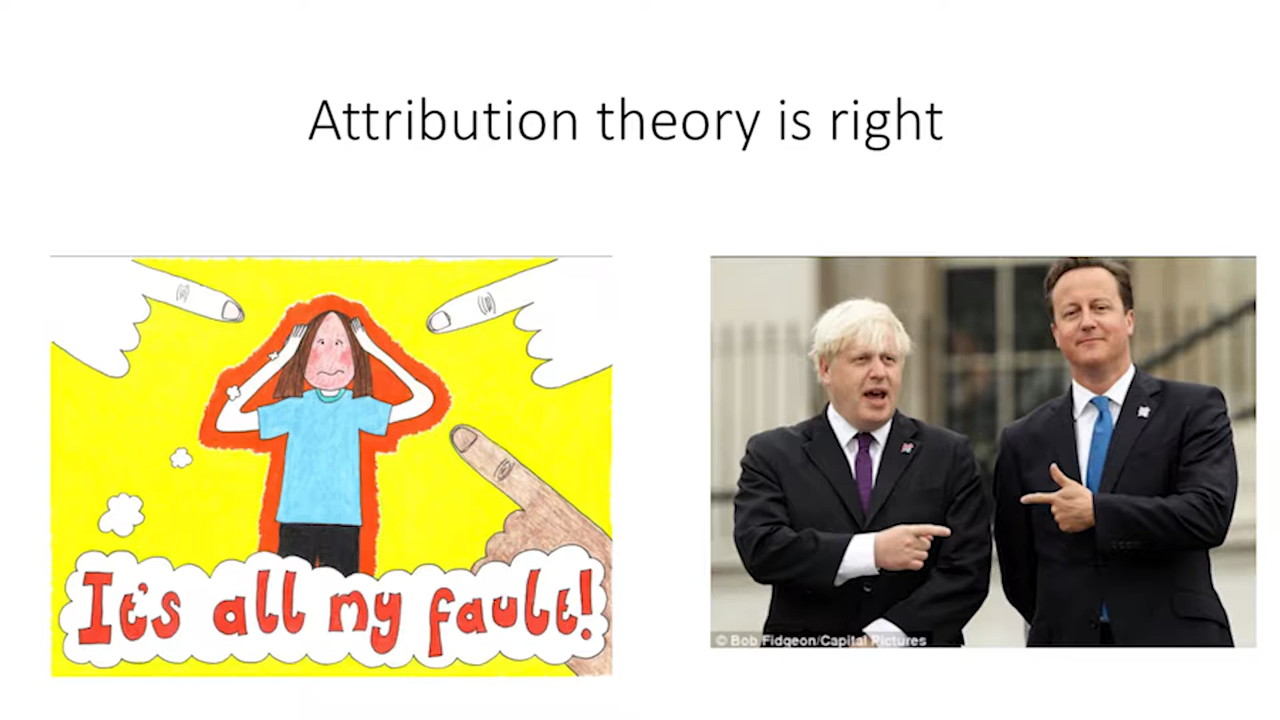 Attribution theory is right
It's all my fault!
© Bob Fidgeon/Capital Pictures